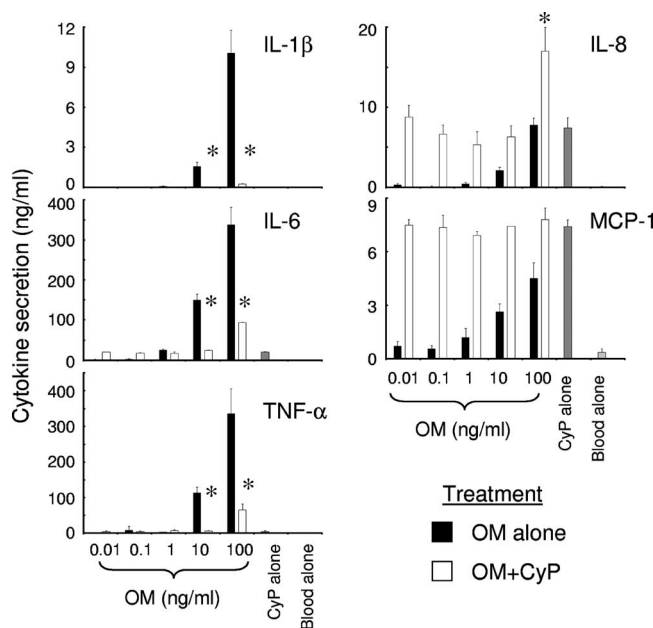 Cytokine secretion (ng/ml)
IL-1β
12
9
6
3
0
*
*
IL-6
400
300
200
100
0
*
*
TNF-α
400
300
200
100
0
*
*
0.01 0.1 1 10 100 CyP alone Blood alone
OM (ng/ml)
IL-8
20
10
0
*
MCP-1
9
6
3
0
0.01 0.1 1 10 100 CyP alone Blood alone
OM (ng/ml)
Treatment
OM alone
OM+CyP